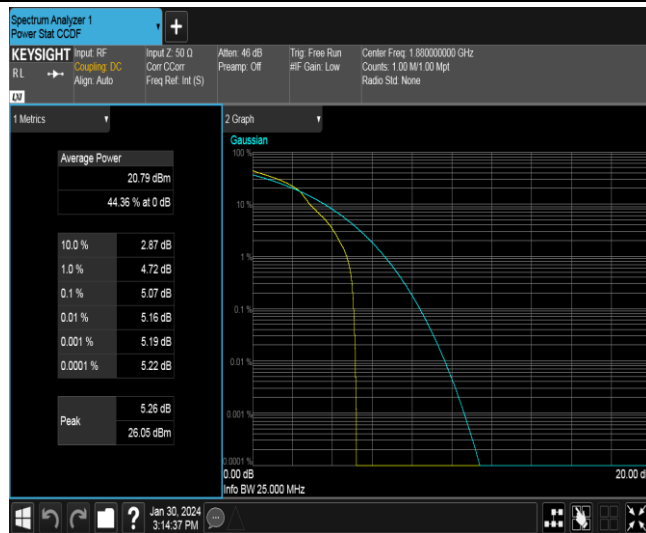 Spectrum Analyzer 1
Power Stat CCDF
+
KEYSIGHT
RL
Input: RF
Coupling: DC
Align: Auto
Input Z: 50 Ω
Corr CCorr
Freq Ref: Int (S)
Atten: 46 dB
Preamp: Off
Trig: Free Run
#IF Gain: Low
Center Freq: 1.880000000 GHz
Counts: 1.00 M/1.00 Mpt
Radio Std: None
1 Metrics
Average Power
20.79 dBm
44.36 % at 0 dB
10.0 % 2.87 dB
1.0 % 4.72 dB
0.1 % 5.07 dB
0.01 % 5.16 dB
0.001 % 5.19 dB
0.0001 % 5.22 dB
Peak
5.26 dB
26.05 dBm
2 Graph
Gaussian
100 %
10 %
1 %
0.1 %
0.01 %
0.001 %
0.0001 %
0.00 dB
20.00 d
Info BW 25.000 MHz
?
Jan 30, 2024
3:14:37 PM